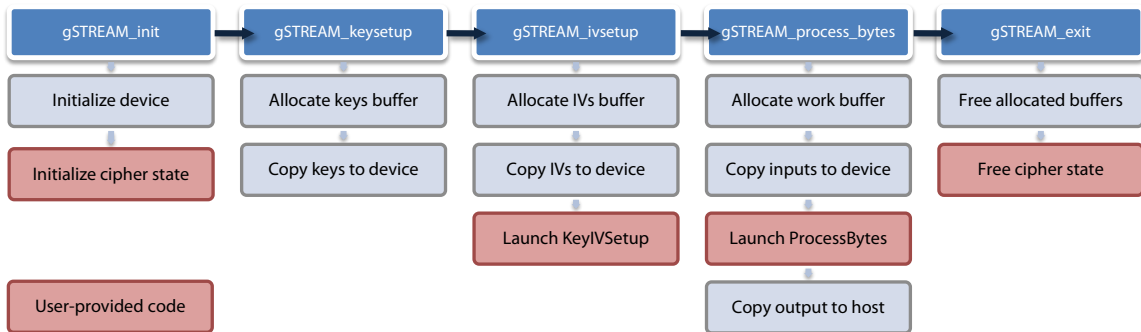 gSTREAM_init
gSTREAM_keysetup
gSTREAM_ivsetup
gSTREAM_process_bytes
gSTREAM_exit
Initialize device
Allocate keys buffer
Allocate IVs buffer
Allocate work buffer
Free allocated buffers
Initialize cipher state
Copy keys to device
Copy IVs to device
Copy inputs to device
Free cipher state
Launch KeyIVSetup
Launch ProcessBytes
User-provided code
Copy output to host